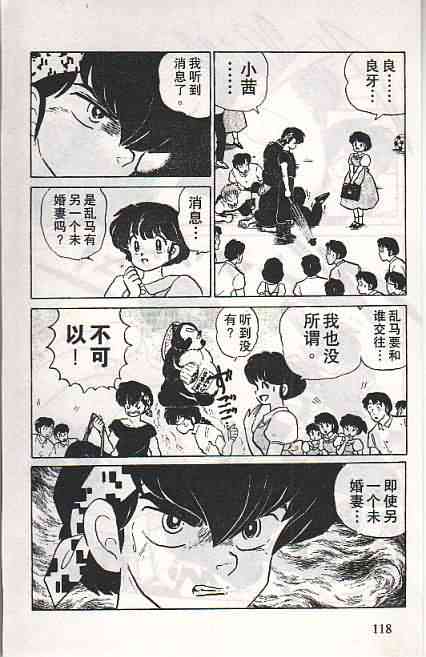 良……
良牙……
小茜
……
我听到
消息了。
消息…
是乱马有
另一个未
婚妻吗？
乱马要和
谁交往…
我也没
所谓。
听到没
有？
不可
以！
即使另
一个未
婚妻…
118